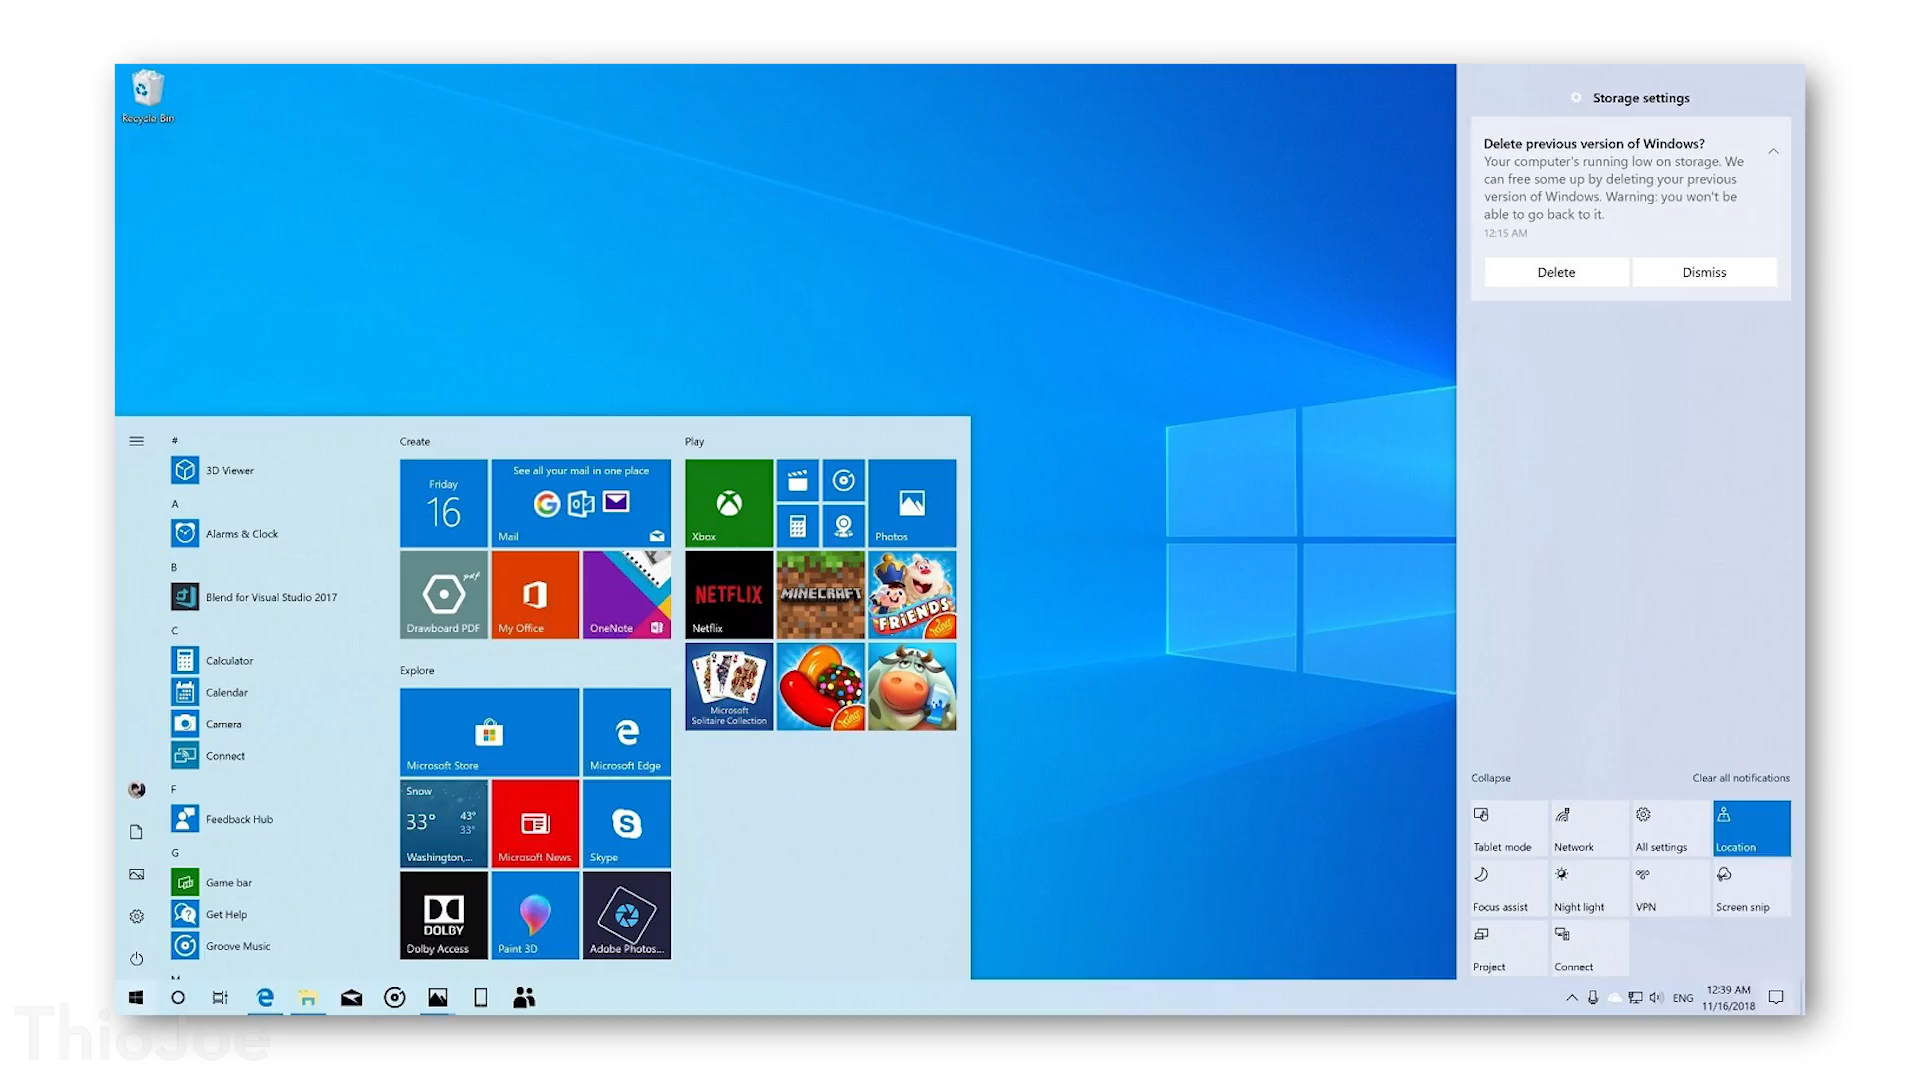 Recycle Bin
Storage settings
Delete previous version of Windows?
Your computer's running low on storage. We
can free some up by deleting your previous
version of Windows. Warning: you won't be
able to go back to it.
12:15 AM
Delete
Dismiss
#
3D Viewer
A
Alarms & Clock
B
Blend for Visual Studio 2017
C
Calculator
Calendar
Camera
Connect
F
Feedback Hub
G
Game bar
Get Help
Groove Music
M
Create
Friday
16
See all your mail in one place
Mail
pdf
Drawboard PDF
My Office
OneNote
Explore
Microsoft Store
Microsoft Edge
Snow
33°
43°
33°
Washington,...
Microsoft News
Skype
DOLBY
Dolby Access
Paint 3D
Adobe Photos...
Play
Xbox
Photos
NETFLIX
Netflix
MINECRAFT
FRIENDS
King
Microsoft
Solitaire Collection
King
Collapse
Clear all notifications
Tablet mode
Network
All settings
Location
Focus assist
Night light
VPN
Screen snip
Project
Connect
ENG
12:39 AM
11/16/2018
ThioJoe